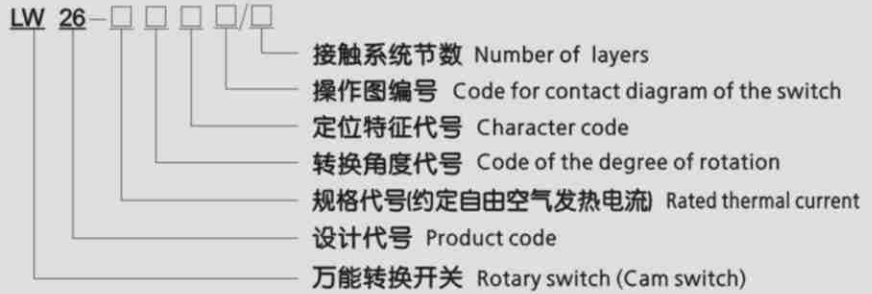 LW 26-□□□□/□
接触系统节数 Number of layers
操作图编号 Code for contact diagram of the switch
定位特征代号 Character code
转换角度代号 Code of the degree of rotation
规格代号(约定自由空气发热电流) Rated thermal current
设计代号 Product code
万能转换开关 Rotary switch (Cam switch)